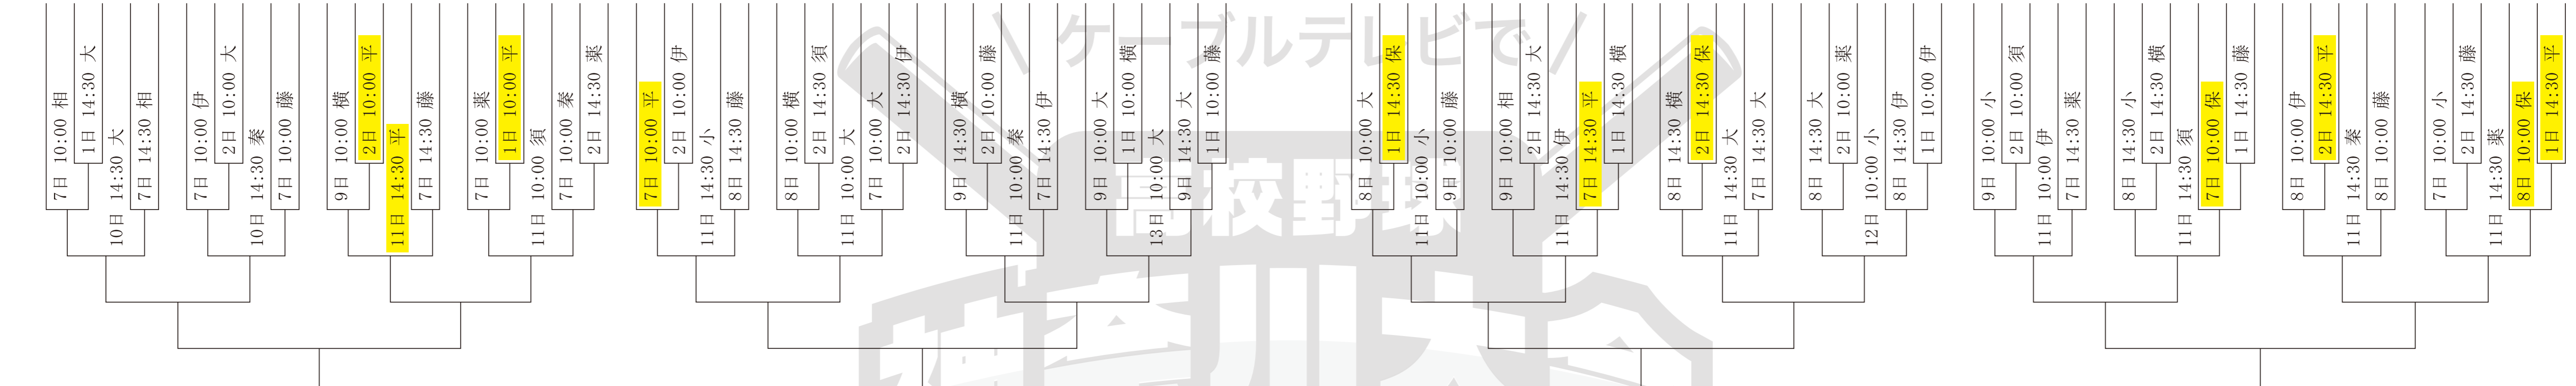 7日 10:00 相
1日 14:30 大
10日 14:30 大
7日 14:30 相
7日 10:00 伊
2日 10:00 大
10日 14:30 秦
7日 10:00 藤
9日 10:00 横
2日 10:00 平
11日 14:30 平
7日 14:30 藤
7日 10:00 薬
1日 10:00 平
11日 10:00 須
7日 10:00 秦
2日 14:30 薬
7日 10:00 平
2日 10:00 伊
11日 14:30 小
8日 14:30 藤
8日 10:00 横
2日 14:30 須
11日 10:00 大
7日 10:00 大
2日 14:30 伊
9日 14:30 横
2日 10:00 藤
11日 10:00 秦
7日 14:30 伊
9日 10:00 大
1日 10:00 横
13日 10:00 大
9日 14:30 大
1日 10:00 藤
8日 10:00 大
1日 14:30 保
11日 10:00 小
9日 10:00 藤
9日 10:00 相
2日 14:30 大
11日 14:30 伊
7日 14:30 平
1日 14:30 横
8日 14:30 横
2日 14:30 保
11日 14:30 大
7日 14:30 大
8日 14:30 大
2日 10:00 薬
12日 10:00 小
8日 14:30 伊
1日 10:00 伊
9日 10:00 小
2日 10:00 須
11日 10:00 伊
7日 14:30 薬
8日 14:30 小
2日 14:30 横
11日 14:30 須
7日 10:00 保
1日 14:30 藤
8日 10:00 伊
2日 14:30 平
11日 14:30 秦
8日 10:00 藤
7日 10:00 小
2日 14:30 藤
11日 14:30 薬
8日 10:00 保
1日 14:30 平
ケーブルテレビで
高校野球
神奈川大会